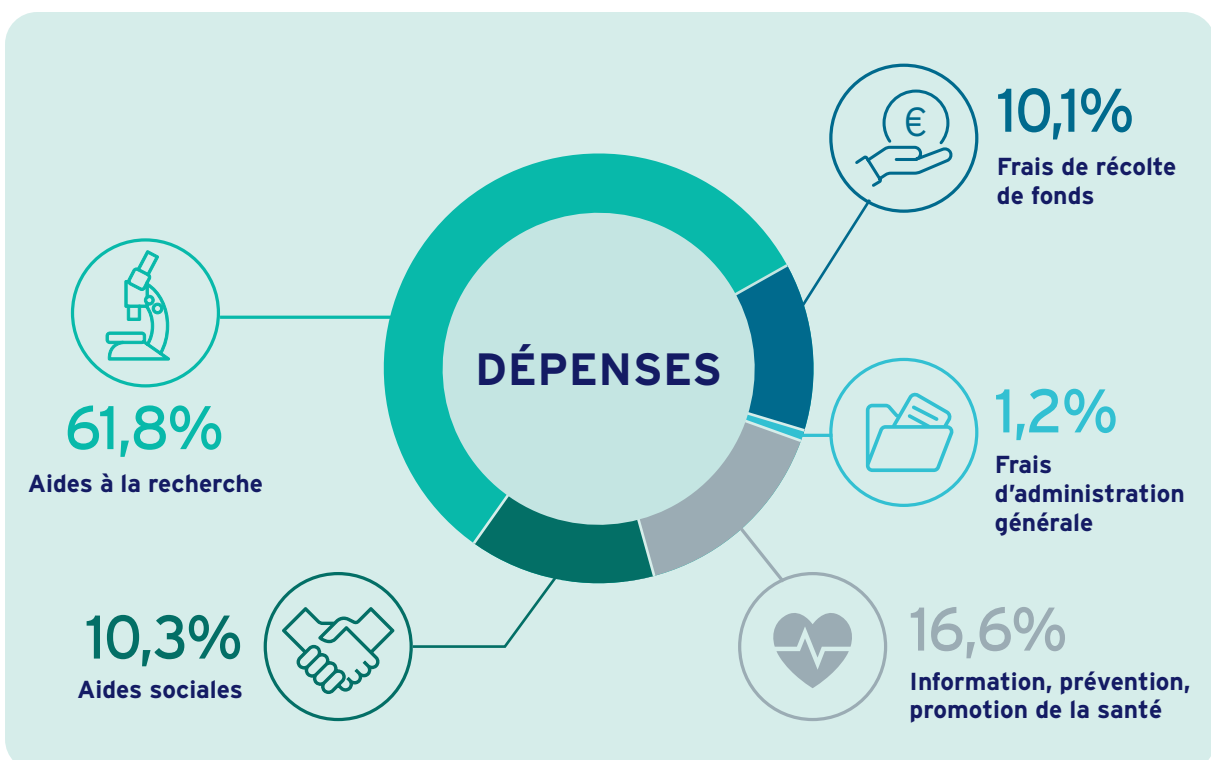 DÉPENSES
10,1%
Frais de récolte
de fonds
€
1,2%
Frais
d'administration
générale
16,6%
Information, prévention,
promotion de la santé
10,3%
Aides sociales
61,8%
Aides à la recherche